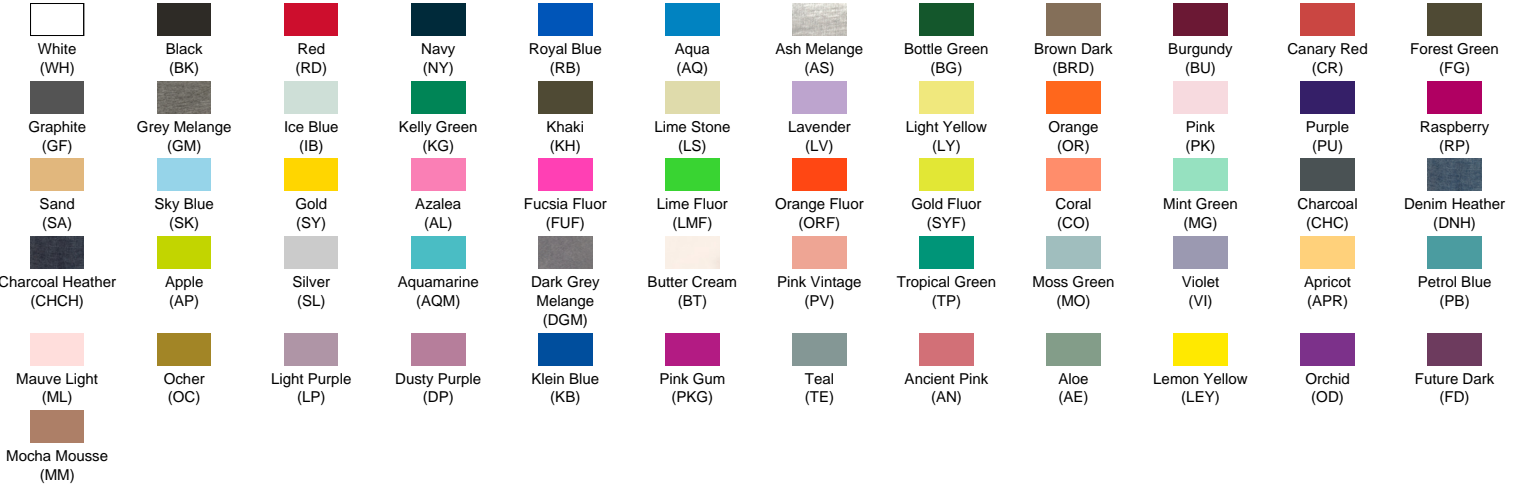 White
(WH)
Black
(BK)
Red
(RD)
Navy
(NY)
Royal Blue
(RB)
Aqua
(AQ)
Ash Melange
(AS)
Bottle Green
(BG)
Brown Dark
(BRD)
Burgundy
(BU)
Canary Red
(CR)
Forest Green
(FG)
Graphite
(GF)
Grey Melange
(GM)
Ice Blue
(IB)
Kelly Green
(KG)
Khaki
(KH)
Lime Stone
(LS)
Lavender
(LV)
Light Yellow
(LY)
Orange
(OR)
Pink
(PK)
Purple
(PU)
Raspberry
(RP)
Sand
(SA)
Sky Blue
(SK)
Gold
(SY)
Azalea
(AL)
Fucsia Fluor
(FUF)
Lime Fluor
(LMF)
Orange Fluor
(ORF)
Gold Fluor
(SYF)
Coral
(CO)
Mint Green
(MG)
Charcoal
(CHC)
Denim Heather
(DNH)
Charcoal Heather
(CHCH)
Apple
(AP)
Silver
(SL)
Aquamarine
(AQM)
Dark Grey
Melange
(DGM)
Butter Cream
(BT)
Pink Vintage
(PV)
Tropical Green
(TP)
Moss Green
(MO)
Violet
(VI)
Apricot
(APR)
Petrol Blue
(PB)
Mauve Light
(ML)
Ocher
(OC)
Light Purple
(LP)
Dusty Purple
(DP)
Klein Blue
(KB)
Pink Gum
(PKG)
Teal
(TE)
Ancient Pink
(AN)
Aloe
(AE)
Lemon Yellow
(LEY)
Orchid
(OD)
Future Dark
(FD)
Mocha Mousse
(MM)